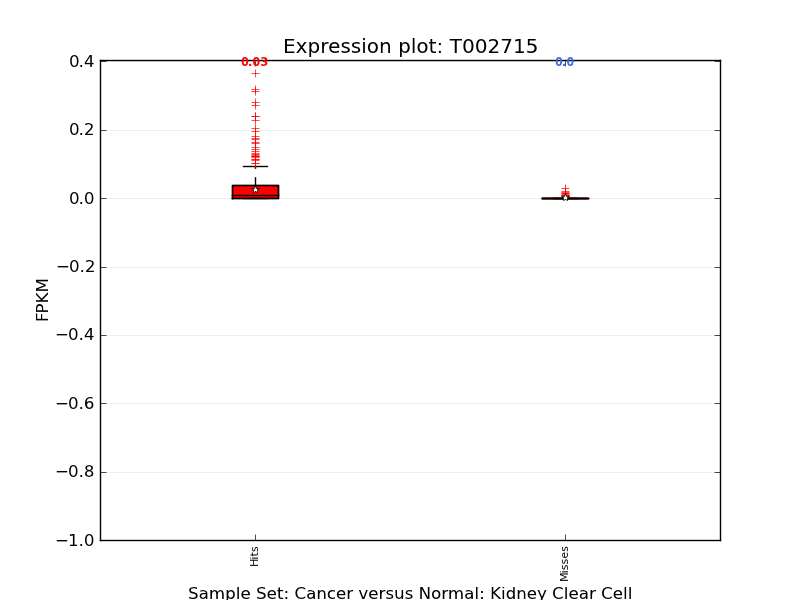 Expression plot: T002715
0.03
0.0
0.4
0.2
0.0
−0.2
−0.4
−0.6
−0.8
−1.0
FPKM
Hits
Misses
Sample Set: Cancer versus Normal: Kidney Clear Cell